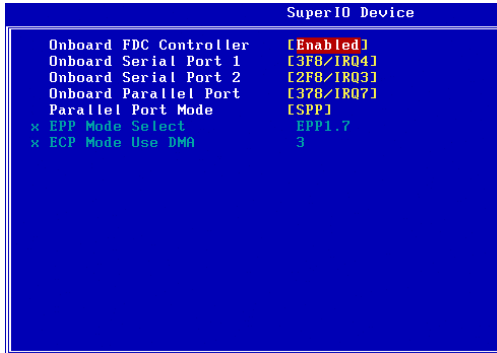 SuperIO Device
Onboard FDC Controller [Enabled]
Onboard Serial Port 1 [3F8/IRQ4]
Onboard Serial Port 2 [2F8/IRQ3]
Onboard Parallel Port [378/IRQ7]
Parallel Port Mode [SPP]
x EPP Mode Select EPP1.7
x ECP Mode Use DMA 3